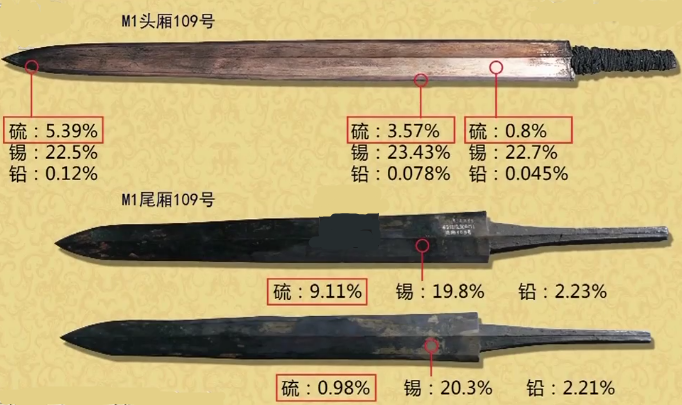 M1头厢109号
硫：5.39% 硫：3.57% 硫：0.8%
锡：22.5% 锡：23.43% 锡：22.7%
铅：0.12% 铅：0.078% 铅：0.045%
M1尾厢109号
硫：9.11% 锡：19.8% 铅：2.23%
硫：0.98% 锡：20.3% 铅：2.21%